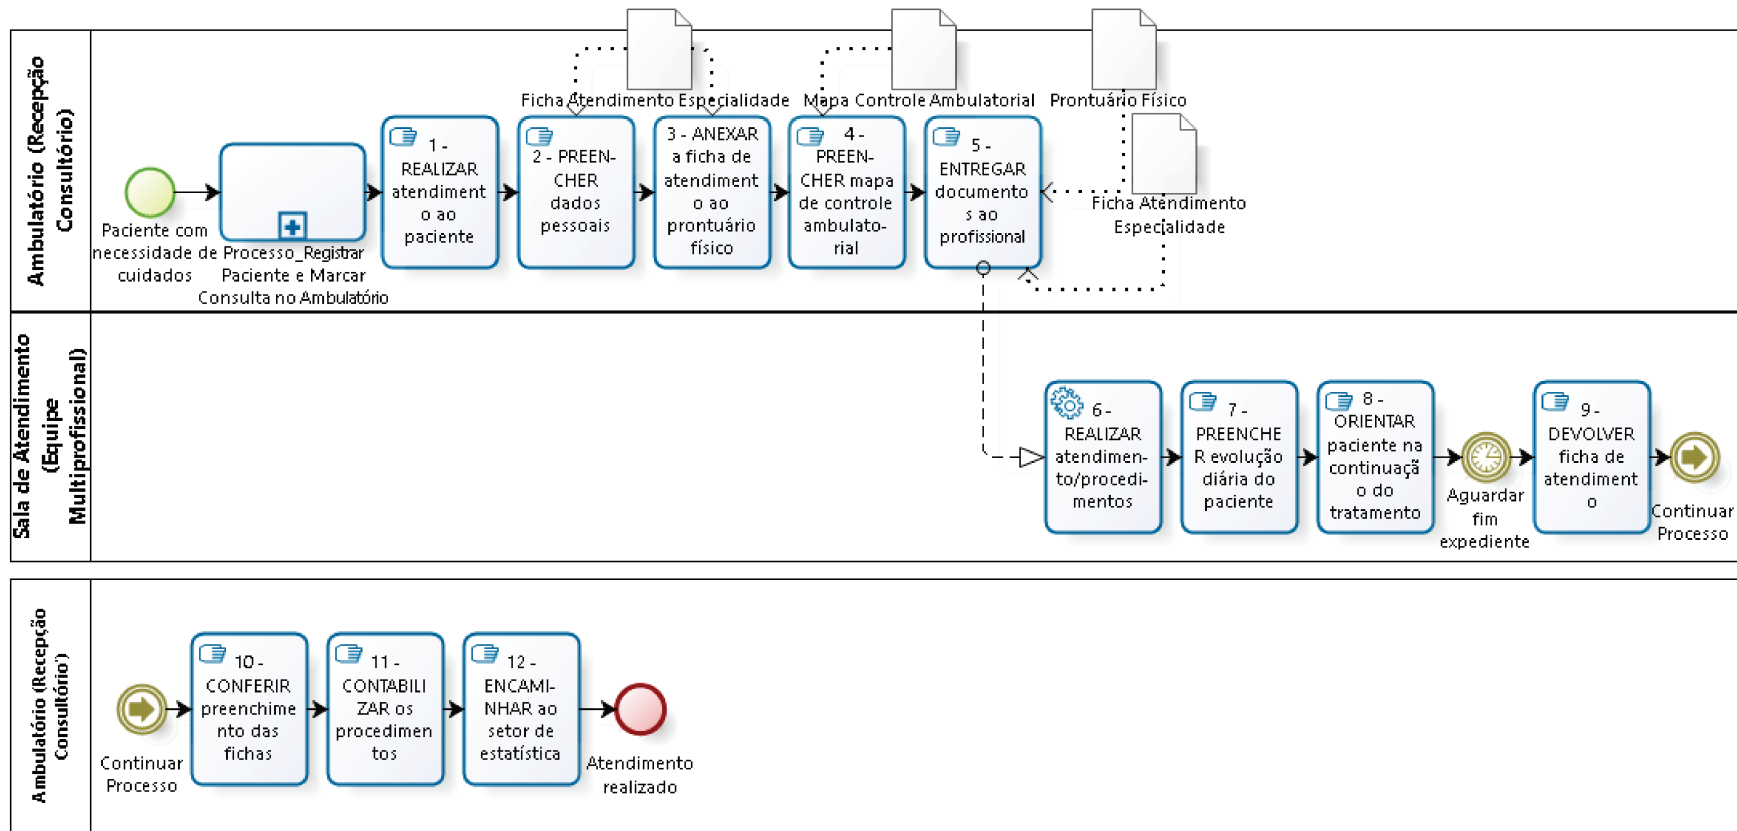 Ambulatório (Recepção
Consultório)
Ficha Atendimento Especialidade
Mapa Controle Ambulatorial
Prontuário Físico
Ficha Atendimento
Especialidade
Paciente com
necessidade de
cuidados
Processo_Registrar
Paciente e Marcar
Consulta no Ambulatório
1 -
REALIZAR
atendiment
o ao
paciente
2 - PREEN-
CHER
dados
pessoais
3 - ANEXAR
a ficha de
atendiment
o ao
prontuário
físico
4 -
PREEN-
CHER mapa
de controle
ambulato-
rial
5 -
ENTREGAR
documento
s ao
profissional
Sala de Atendimento
(Equipe
Multiprofissional)
6 -
REALIZAR
atendimen-
to/procedi-
mentos
7 -
PREENCHE
R evolução
diária do
paciente
8 -
ORIENTAR
paciente na
continuaçã
o do
tratamento
Aguardar
fim
expediente
9 -
DEVOLVER
ficha de
atendiment
o
Continuar
Processo
Ambulatório (Recepção
Consultório')
Continuar
Processo
10 -
CONFERIR
preenchime
nto das
fichas
11 -
CONTABILI
ZAR os
procedimen
tos
12 -
ENCAMI-
NHAR ao
setor de
estatística
Atendimento
realizado